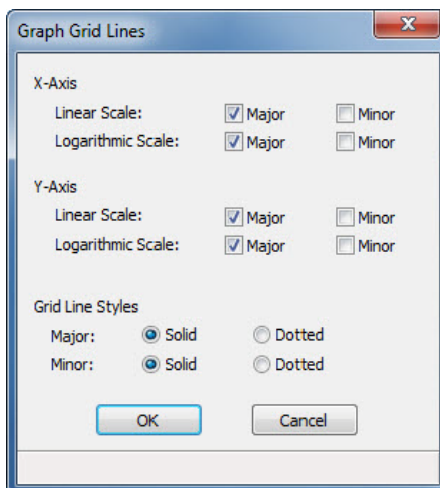 Graph Grid Lines
X-Axis
Linear Scale: Major Minor
Logarithmic Scale: Major Minor
Y-Axis
Linear Scale: Major Minor
Logarithmic Scale: Major Minor
Grid Line Styles
Major: Solid Dotted
Minor: Solid Dotted
OK Cancel